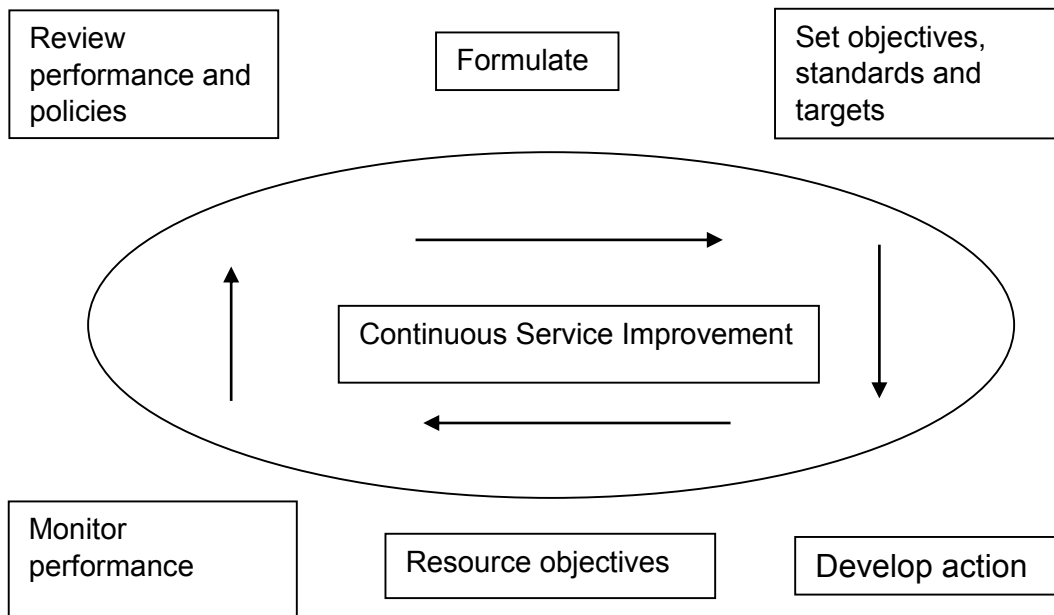 Review
performance and
policies
Formulate
Set objectives,
standards and
targets
Continuous Service Improvement
Monitor
performance
Resource objectives
Develop action